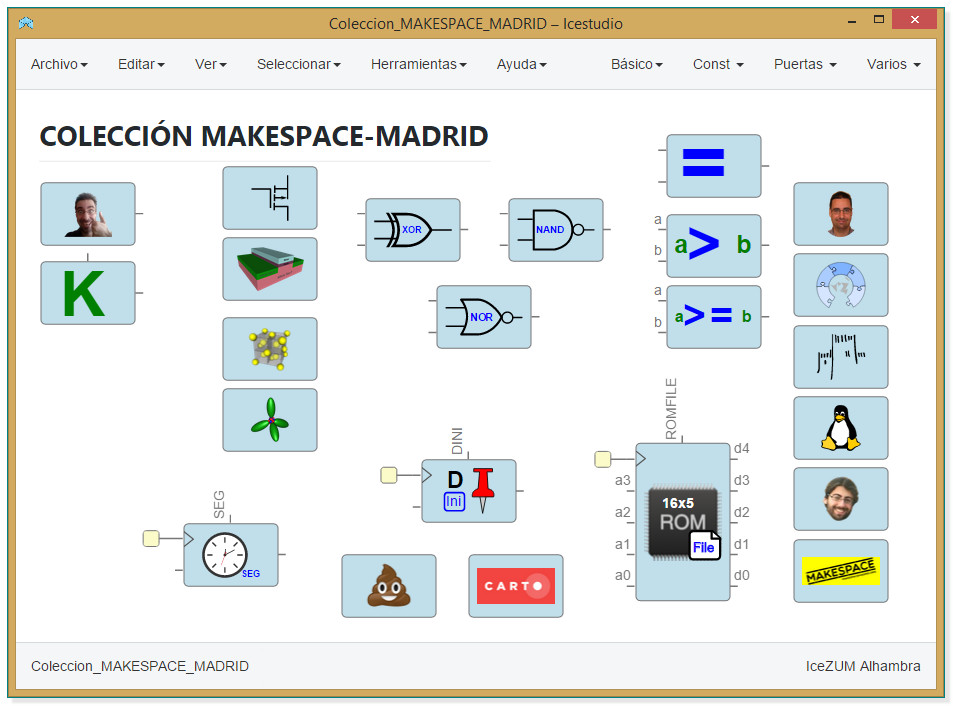 Coleccion_MAKESPACE_MADRID – Icestudio
Archivo Editar Ver Seleccionar Herramientas Ayuda Básico Const Puertas Varios
COLECCIÓN MAKESPACE-MADRID
K
XOR
NAND
NOR
=
a
b
a > b
a
b
a > = b
SEG
SEG
DINI
D
Ini
CARTO
ROMFILE
a3
a2
a1
a0
16x5
ROM
File
d4
d3
d2
d1
d0
MAKESPACE
Coleccion_MAKESPACE_MADRID
IceZUM Alhambra